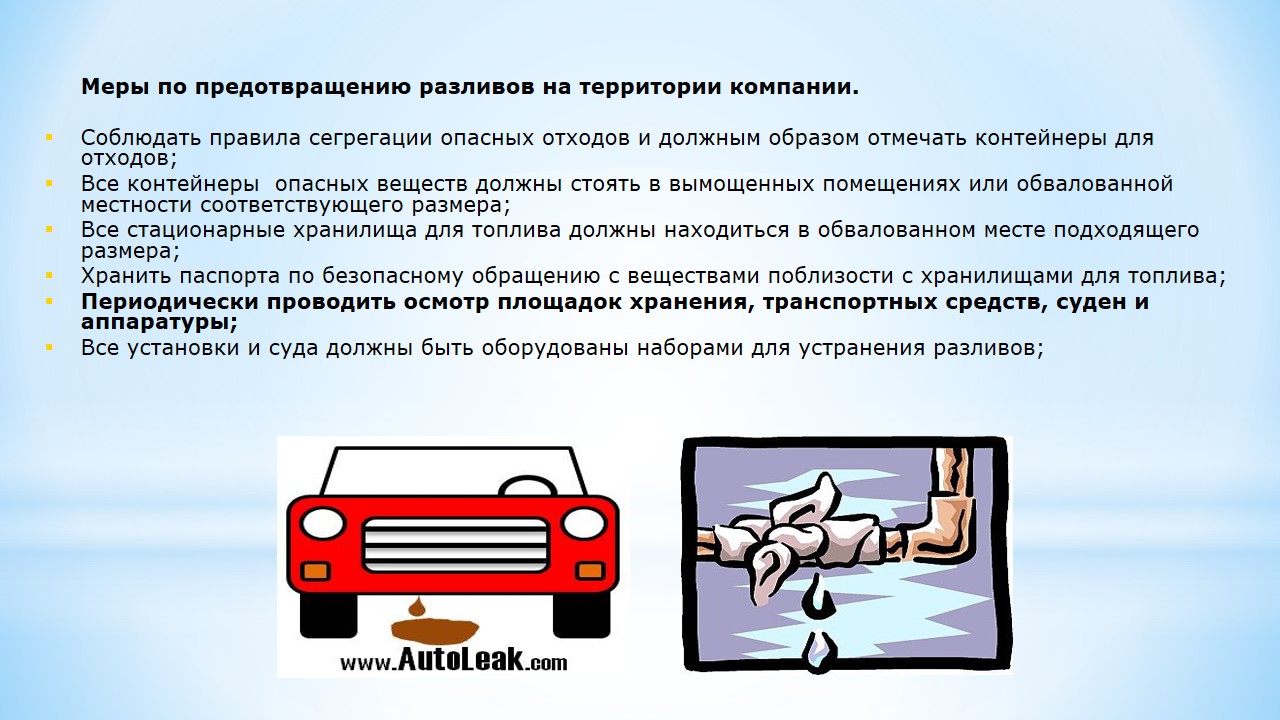 Меры по предотвращению разливов на территории компании.
Соблюдать правила сегрегации опасных отходов и должным образом отмечать контейнеры для
отходов;
Все контейнеры  опасных веществ должны стоять в вымощенных помещениях или обвалованной
местности соответствующего размера;
Все стационарные хранилища для топлива должны находиться в обвалованном месте подходящего
размера;
Хранить паспорта по безопасному обращению с веществами поблизости с хранилищами для топлива;
Периодически проводить осмотр площадок хранения, транспортных средств, суден и
аппаратуры;
Все установки и суда должны быть оборудованы наборами для устранения разливов;
www.AutoLeak.com